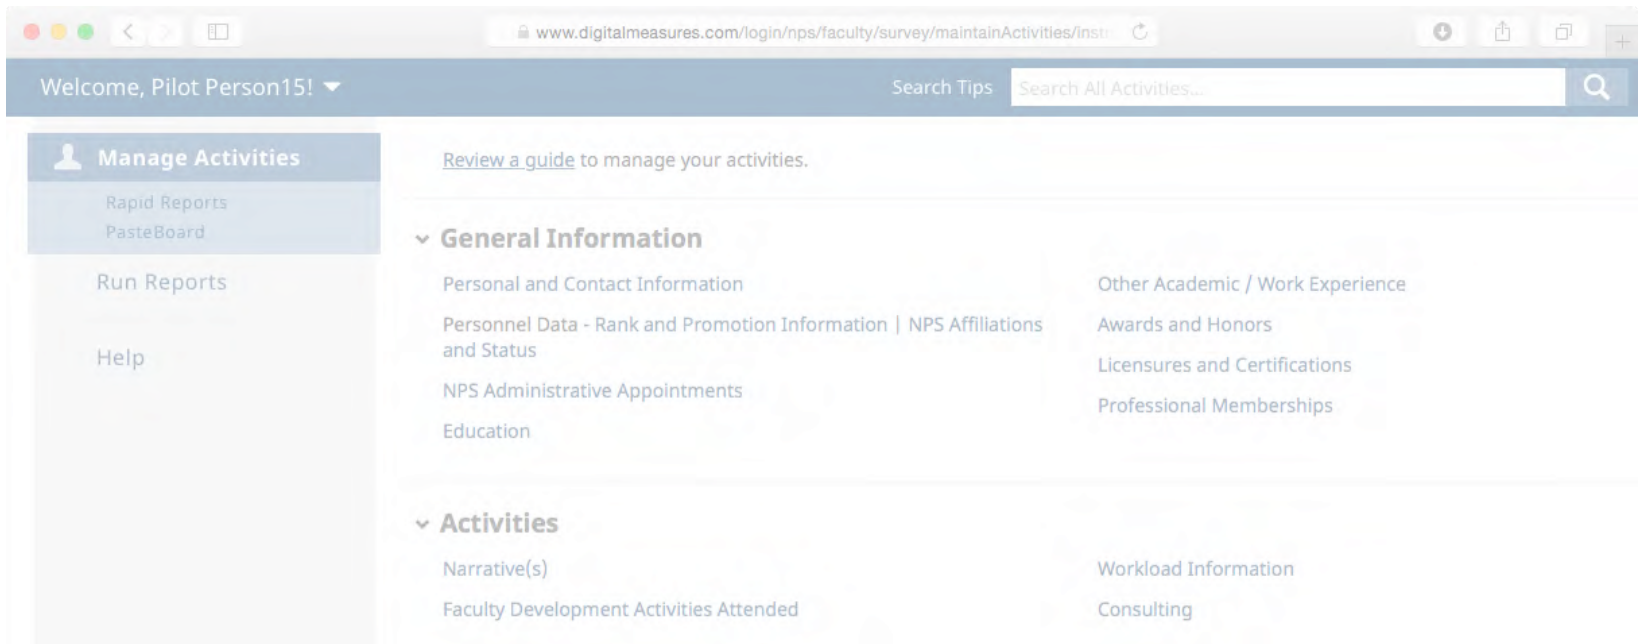 www.digitalmeasures.com/login/nps/faculty/survey/maintainActivities/instr
Welcome, Pilot Person15!
Search Tips
Search All Activities...
Manage Activities
Rapid Reports
PasteBoard
Run Reports
Help
Review a guide to manage your activities.
General Information
Personal and Contact Information
Personnel Data - Rank and Promotion Information | NPS Affiliations
and Status
NPS Administrative Appointments
Education
Other Academic / Work Experience
Awards and Honors
Licensures and Certifications
Professional Memberships
Activities
Narrative(s)
Faculty Development Activities Attended
Workload Information
Consulting